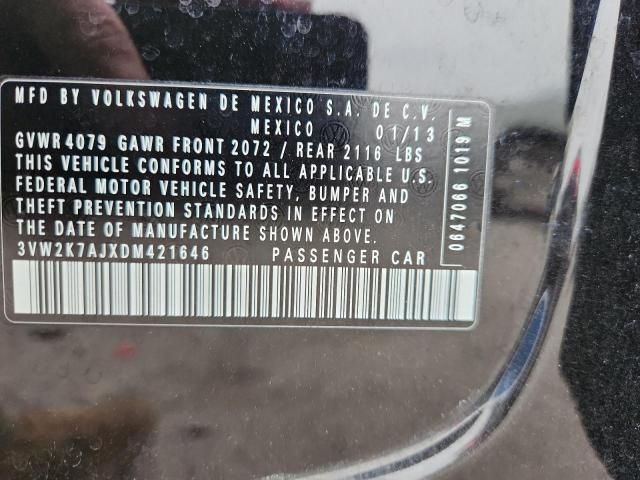 MFD BY VOLKSWAGEN DE MEXICO S.A. DE C.V.
MEXICO 01/13
GVWR 4079 GAWR FRONT 2072 / REAR 2116 LBS
THIS VEHICLE CONFORMS TO ALL APPLICABLE U.S.
FEDERAL MOTOR VEHICLE SAFETY, BUMPER AND
THEFT PREVENTION STANDARDS IN EFFECT ON
THE DATE OF MANUFACTURE SHOWN ABOVE.
3VW2K7AJXDM421646 PASSENGER CAR
0647066 1019 M